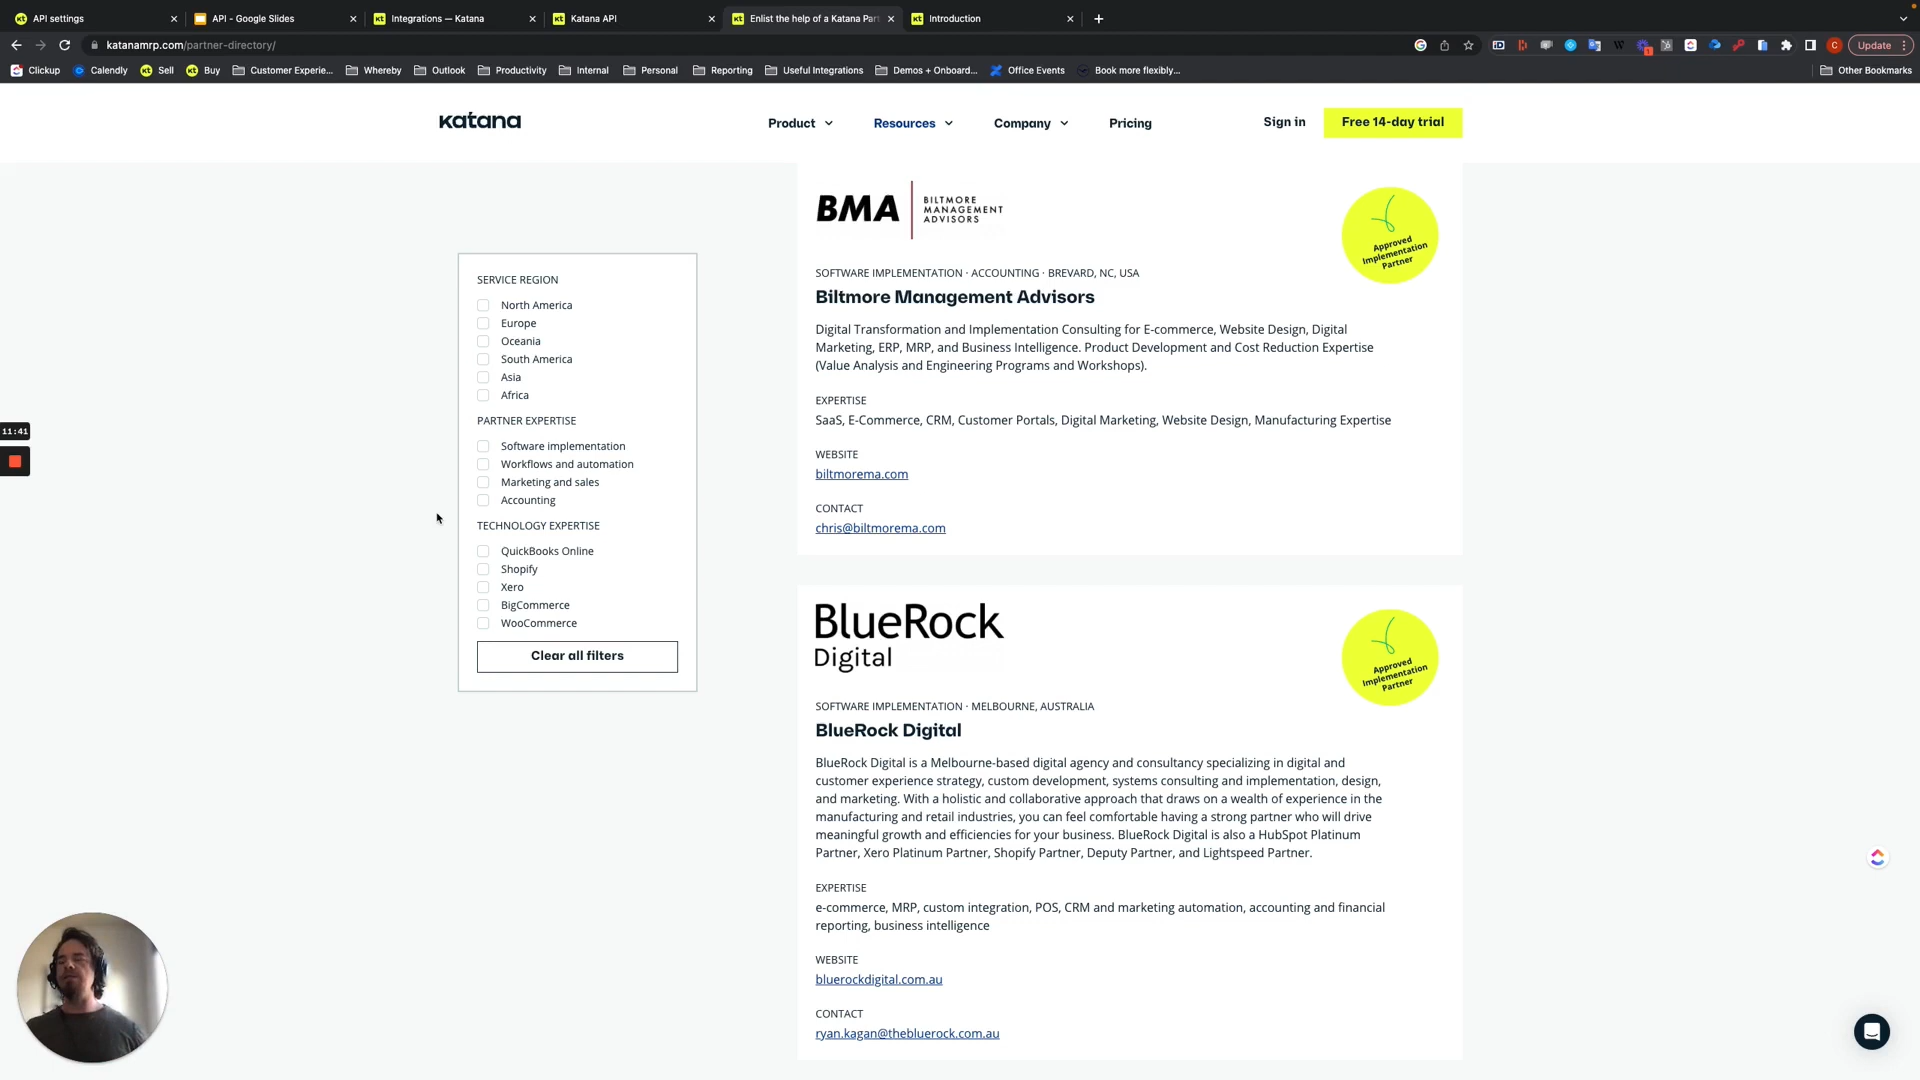 API settings
API - Google Slides
Integrations — Katana
Katana API
Enlist the help of a Katana Par
Introduction
katanamrp.com/partner-directory/
Update
Clickup
Calendly
Sell
Buy
Customer Experie...
Whereby
Outlook
Productivity
Internal
Personal
Reporting
Useful Integrations
Demos + Onboard...
Office Events
Book more flexibly...
Other Bookmarks
katana
Product
Resources
Company
Pricing
Sign in
Free 14-day trial
11:41
SERVICE REGION
North America
Europe
Oceania
South America
Asia
Africa
PARTNER EXPERTISE
Software implementation
Workflows and automation
Marketing and sales
Accounting
TECHNOLOGY EXPERTISE
QuickBooks Online
Shopify
Xero
BigCommerce
WooCommerce
Clear all filters
BMA
BILTMORE
MANAGEMENT
ADVISORS
Approved
Implementation
Partner
SOFTWARE IMPLEMENTATION · ACCOUNTING · BREVARD, NC, USA
Biltmore Management Advisors
Digital Transformation and Implementation Consulting for E-commerce, Website Design, Digital
Marketing, ERP, MRP, and Business Intelligence. Product Development and Cost Reduction Expertise
(Value Analysis and Engineering Programs and Workshops).
EXPERTISE
SaaS, E-Commerce, CRM, Customer Portals, Digital Marketing, Website Design, Manufacturing Expertise
WEBSITE
biltmorema.com
CONTACT
chris@biltmorema.com
BlueRock
Digital
Approved
Implementation
Partner
SOFTWARE IMPLEMENTATION · MELBOURNE, AUSTRALIA
BlueRock Digital
BlueRock Digital is a Melbourne-based digital agency and consultancy specializing in digital and
customer experience strategy, custom development, systems consulting and implementation, design,
and marketing. With a holistic and collaborative approach that draws on a wealth of experience in the
manufacturing and retail industries, you can feel comfortable having a strong partner who will drive
meaningful growth and efficiencies for your business. BlueRock Digital is also a HubSpot Platinum
Partner, Xero Platinum Partner, Shopify Partner, Deputy Partner, and Lightspeed Partner.
EXPERTISE
e-commerce, MRP, custom integration, POS, CRM and marketing automation, accounting and financial
reporting, business intelligence
WEBSITE
bluerockdigital.com.au
CONTACT
ryan.kagan@thebluerock.com.au